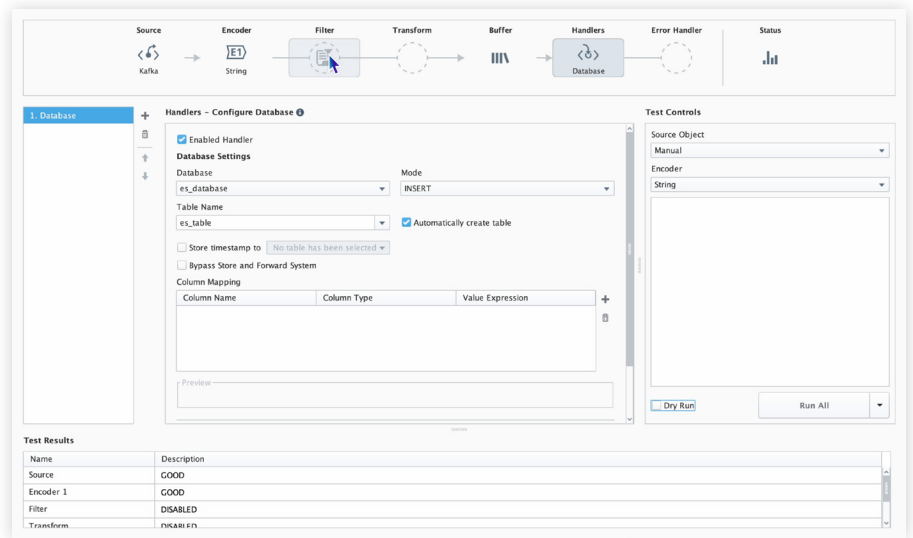 Source Encoder Filter Transform Buffer Handlers Error Handler Status
E1
Kafka String Database
1. Database
Handlers - Configure Database
Enabled Handler
Database Settings
Database Mode
es_database INSERT
Table Name
es_table Automatically create table
Store timestamp to No table has been selected
Bypass Store and Forward System
Column Mapping
Column Name Column Type Value Expression
Preview
Test Controls
Source Object
Manual
Encoder
String
Dry Run Run All
Test Results
Name Description
Source GOOD
Encoder 1 GOOD
Filter DISABLED
Transform DISABLED